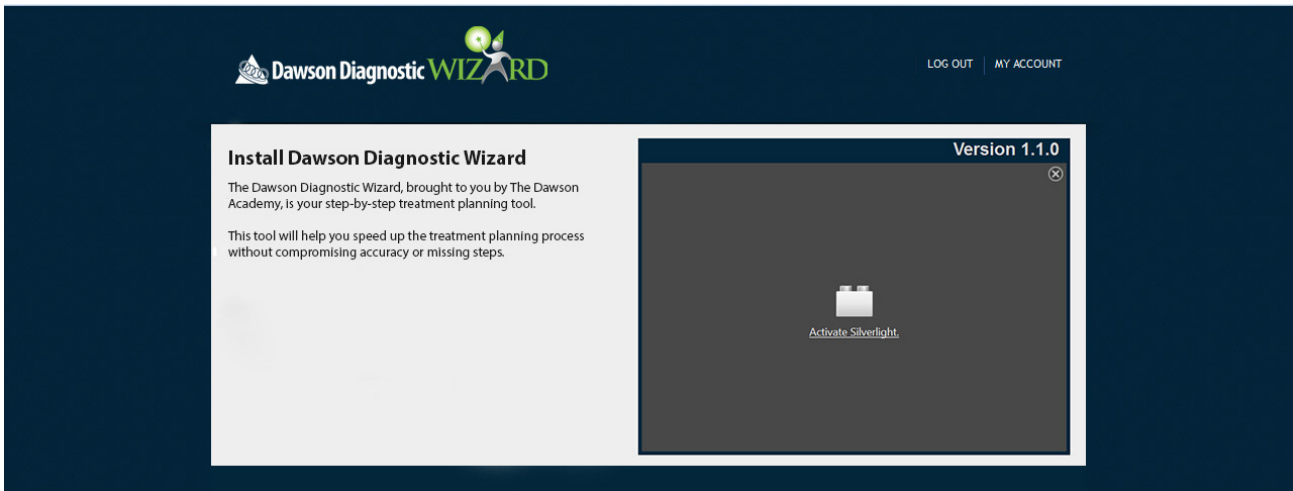 Dawson Diagnostic WIZARD
LOG OUT MY ACCOUNT
Install Dawson Diagnostic Wizard
The Dawson Diagnostic Wizard, brought to you by The Dawson
Academy, is your step-by-step treatment planning tool.
This tool will help you speed up the treatment planning process
without compromising accuracy or missing steps.
Version 1.1.0
Activate Silverlight.